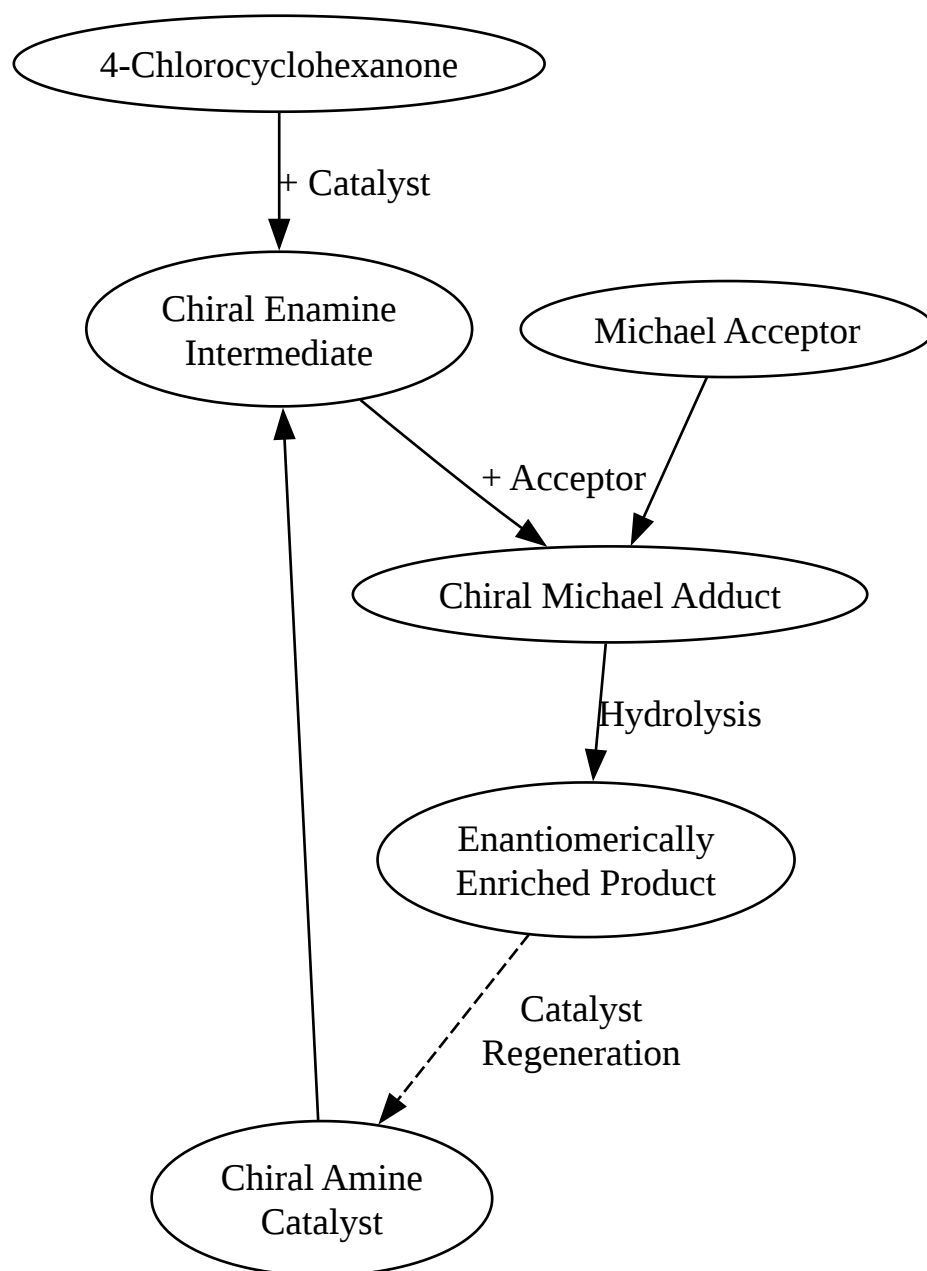 4-Chlorocyclohexanone
+ Catalyst
Chiral Enamine
Intermediate
Michael Acceptor
+ Acceptor
Chiral Michael Adduct
Hydrolysis
Enantiomerically
Enriched Product
Catalyst
Regeneration
Chiral Amine
Catalyst